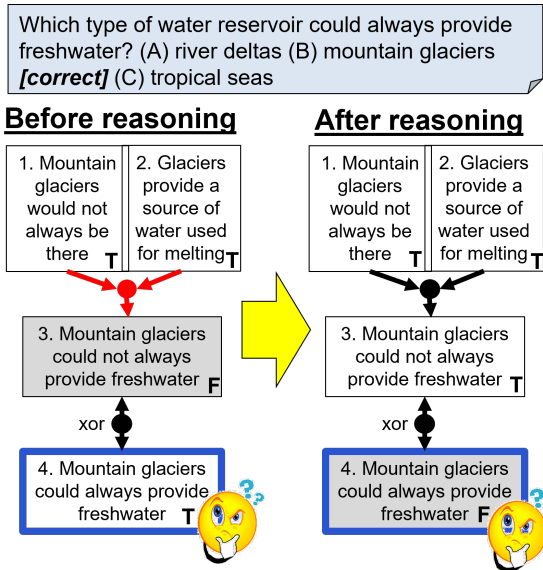 Which type of water reservoir could always provide
freshwater? (A) river deltas (B) mountain glaciers
[correct] (C) tropical seas
Before reasoning
1. Mountain
glaciers
would not
always be
there T
2. Glaciers
provide a
source of
water used
for melting T
3. Mountain glaciers
could not always
provide freshwater F
xor
4. Mountain glaciers
could always provide
freshwater T
???
After reasoning
1. Mountain
glaciers
would not
always be
there T
2. Glaciers
provide a
source of
water used
for melting T
3. Mountain glaciers
could not always
provide freshwater T
xor
4. Mountain glaciers
could always provide
freshwater F
??